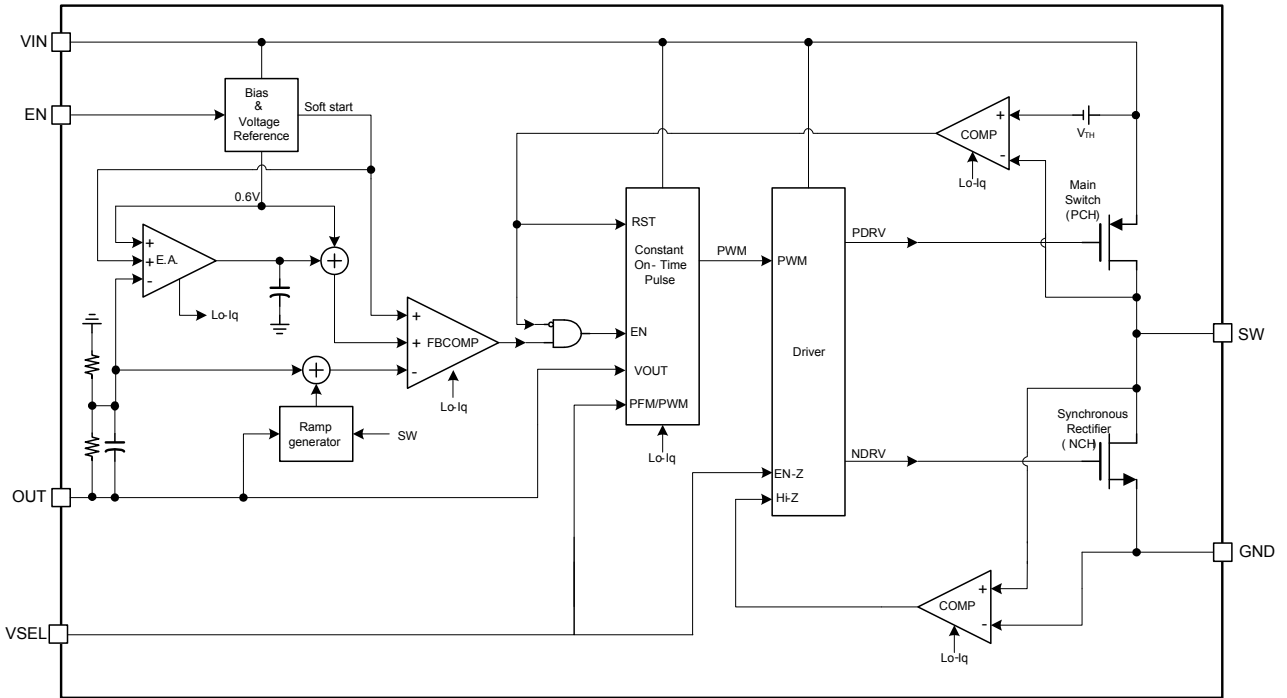 VIN
EN
Bias
&
Voltage
Reference
Soft start
0.6V
+
+
-
E.A.
Lo-Iq
+
+
+
-
FBCOMP
Lo-Iq
+
Ramp
generator
SW
OUT
VSEL
RST
Constant
On- Time
Pulse
EN
VOUT
PFM/PWM
Lo-Iq
PWM
PWM
Driver
EN-Z
Hi-Z
PDRV
NDRV
+
-
COMP
Lo-Iq
VTH
Main
Switch
(PCH)
SW
Synchronous
Rectifier
( NCH)
GND
+
-
COMP
Lo-Iq